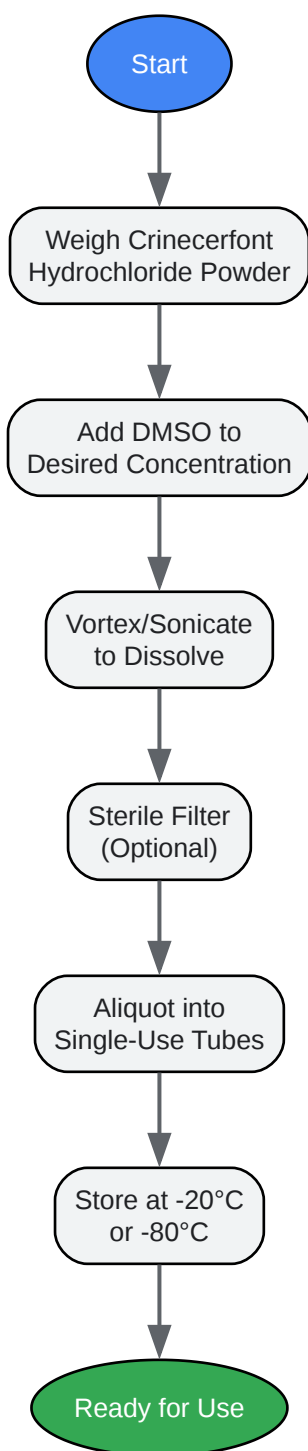 Start
Weigh Crinecerfont
Hydrochloride Powder
Add DMSO to
Desired Concentration
Vortex/Sonicate
to Dissolve
Sterile Filter
(Optional)
Aliquot into
Single-Use Tubes
Store at -20°C
or -80°C
Ready for Use